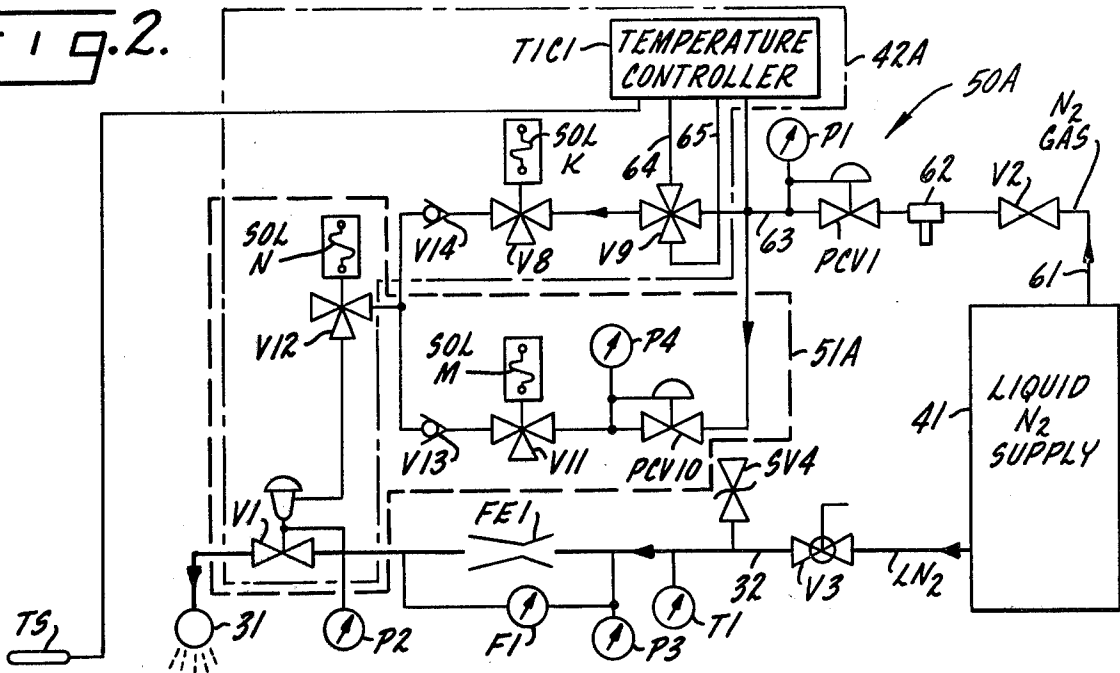 Fig.2.
TIC1
TEMPERATURE
CONTROLLER
42A
50A
N2
GAS
SOL
K
64
65
P1
62
V2
V14
V8
V9
63
PCV1
61
SOL
N
V12
SOL
M
P4
51A
V13
V11
PCV10
SV4
41
LIQUID
N2
SUPPLY
V1
FE1
32
V3
LN2
TS
31
P2
F1
P3
T1